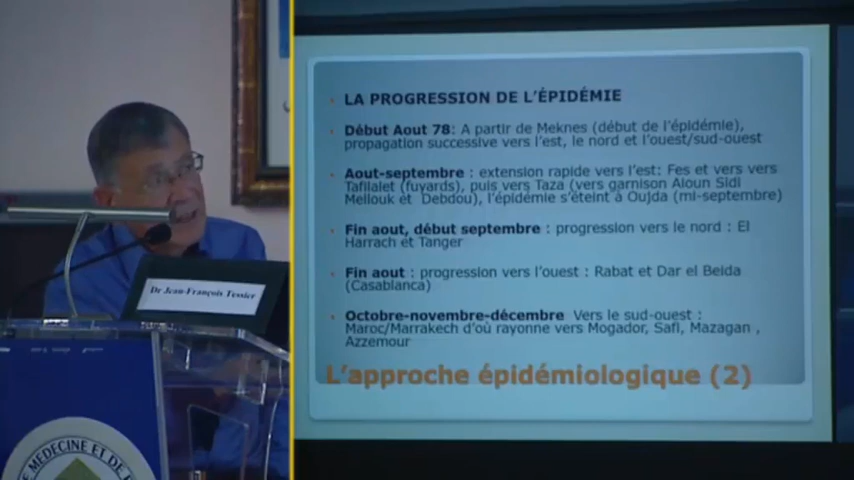 LA PROGRESSION DE L'ÉPIDÉMIE
Début Aout 78: A partir de Meknes (début de l'épidémie),
propagation successive vers l'est, le nord et l'ouest/sud-ouest
Aout-septembre : extension rapide vers l'est: Fes et vers vers
Tafilalet (fuyards), puis vers Taza (vers garnison Aloun Sidi
Mellouk et Debdou), l'épidémie s'éteint à Oujda (mi-septembre)
Fin aout, début septembre : progression vers le nord : El
Harrach et Tanger
Fin aout : progression vers l'ouest : Rabat et Dar el Beida
(Casablanca)
Octobre-novembre-décembre Vers le sud-ouest :
Maroc/Marrakech d'où rayonne vers Mogador, Safi, Mazagan ,
Azzemour
L'approche épidémiologique (2)
Dr Jean-François Tessier
MÉDECINE ET DE